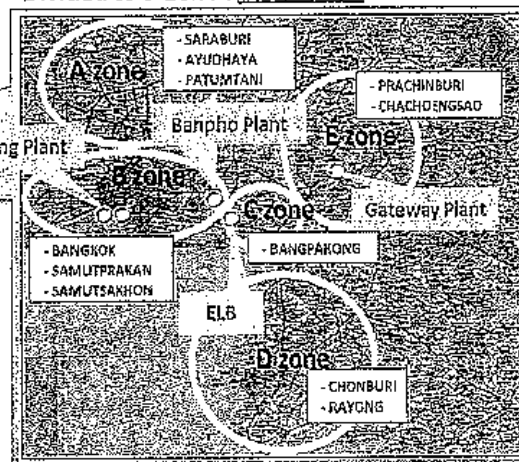 - SARABURI
- AYUDHAYA
- PATUMTANI
A zone
- PRACHINBURI
- CHACHOENGSAO
Banpho Plant
E zone
ng Plant
B zone
C zone
Gateway Plant
- BANGKOK
- SAMUTPRAKAN
- SAMUTSAKHON
- BANGPAKONG
ELB
D zone
- CHONBURI
- RAYONG